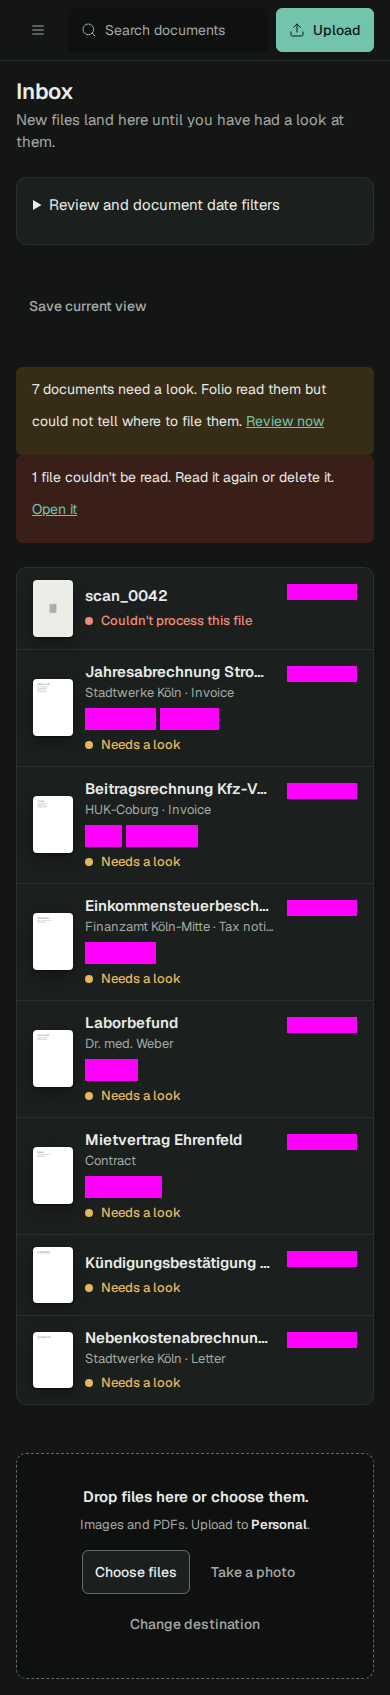 Search documents
Upload
Inbox
New files land here until you have had a look at
them.
Review and document date filters
Save current view
7 documents need a look. Folio read them but
could not tell where to file them. Review now
1 file couldn't be read. Read it again or delete it.
Open it
scan_0042
Couldn't process this file
Jahresabrechnung Stro...
Stadtwerke Köln · Invoice
Needs a look
Beitragsrechnung Kfz-V...
HUK-Coburg · Invoice
Needs a look
Einkommensteuerbesch...
Finanzamt Köln-Mitte · Tax noti...
Needs a look
Laborbefund
Dr. med. Weber
Needs a look
Mietvertrag Ehrenfeld
Contract
Needs a look
Kündigungsbestätigung ...
Needs a look
Nebenkostenabrechnun...
Stadtwerke Köln · Letter
Needs a look
Drop files here or choose them.
Images and PDFs. Upload to Personal.
Choose files
Take a photo
Change destination